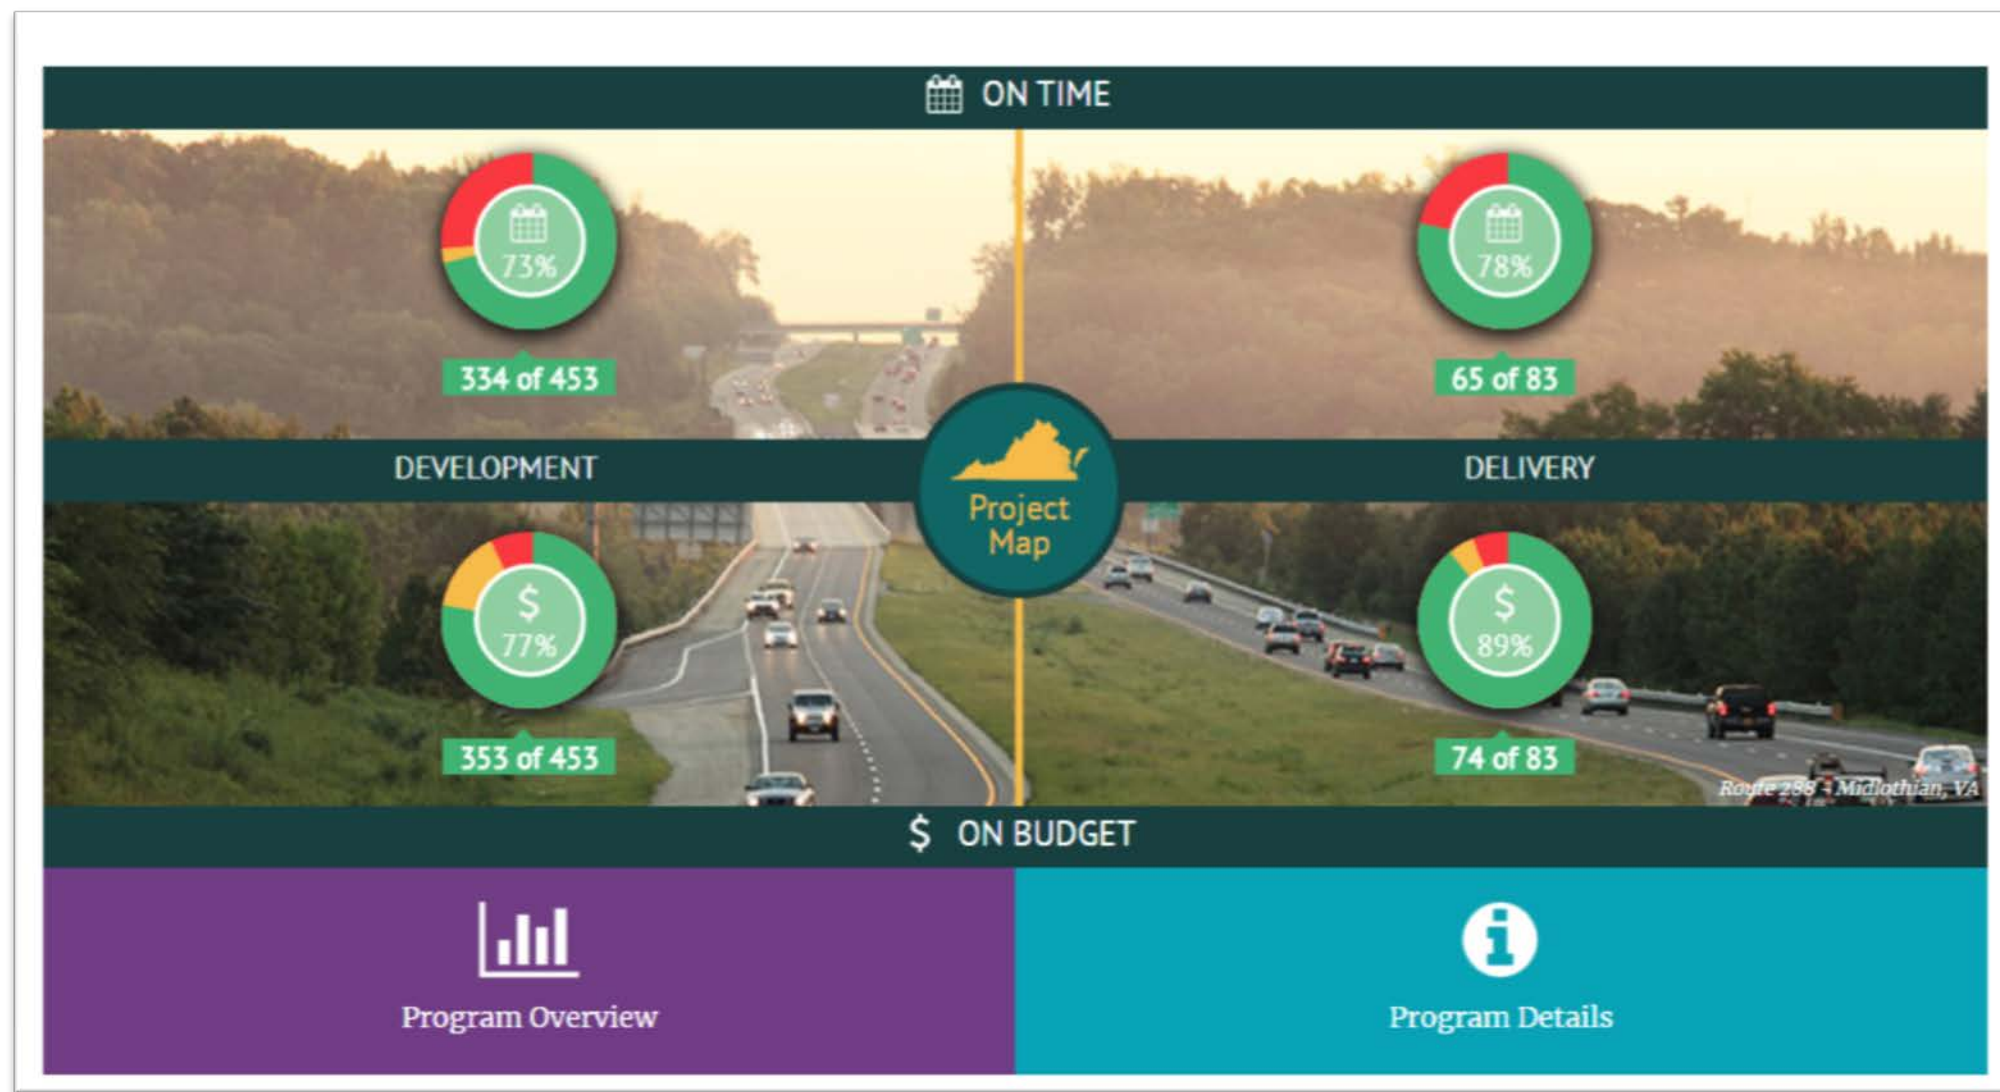 ON TIME
73%
78%
334 of 453
65 of 83
DEVELOPMENT
DELIVERY
Project
Map
$
77%
$
89%
353 of 453
74 of 83
Route 288 - Midlothian, VA
$ ON BUDGET
Program Overview
Program Details